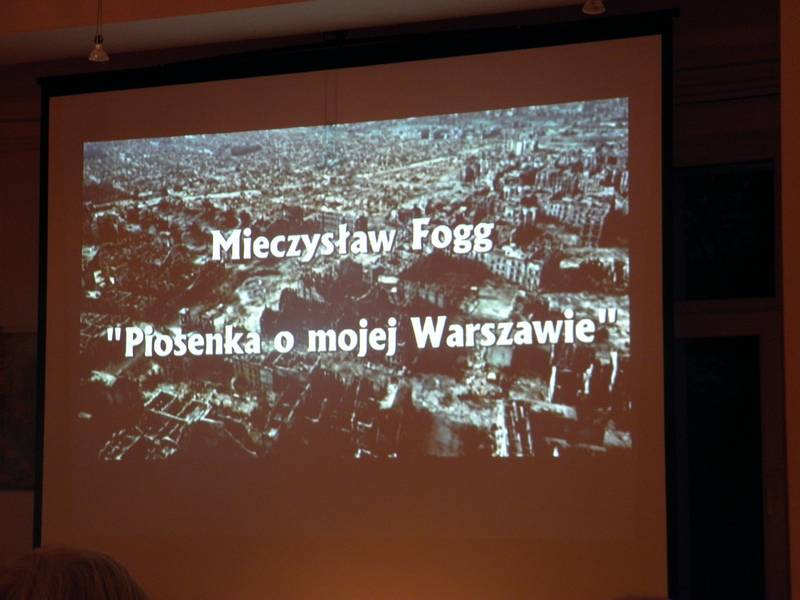 Mieczysław Fogg
"Piosenka o mojej Warszawie"